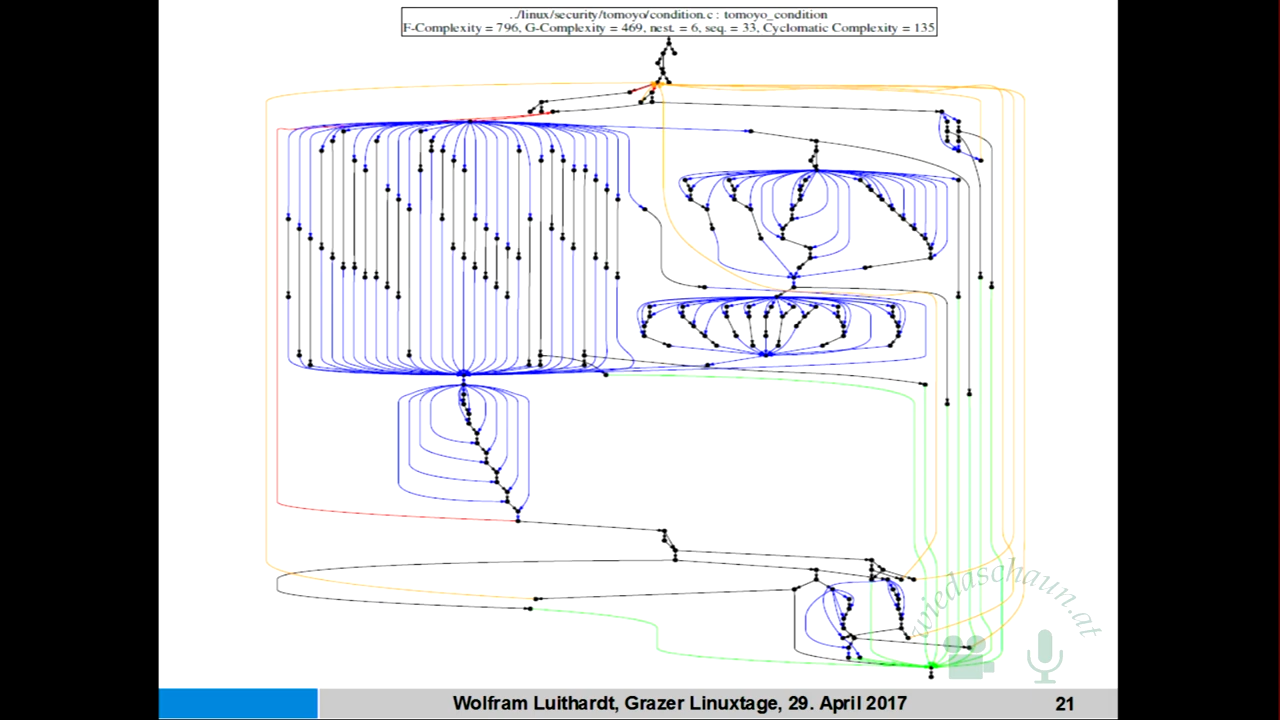 ../linux/security/tomoyo/condition.c : tomoyo_condition
F-Complexity = 796, G-Complexity = 469, nest. = 6, seq. = 33, Cyclomatic Complexity = 135
wiedaschaun.at
Wolfram Luithardt, Grazer Linuxtage, 29. April 2017
21